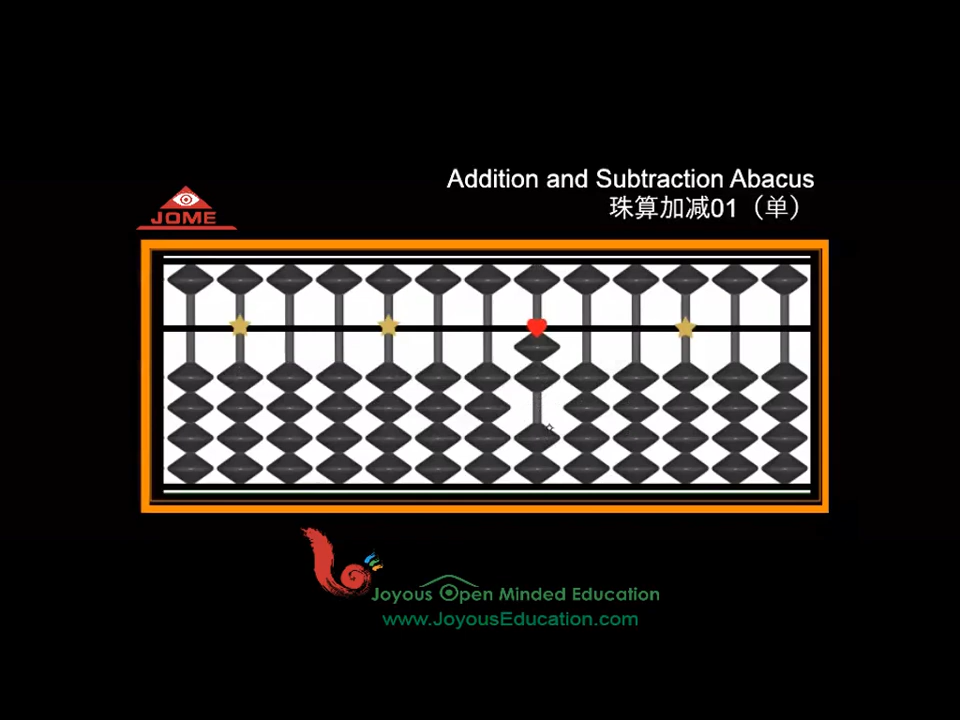 Addition and Subtraction Abacus
珠算加减01（单）
JOME
Joyous Open Minded Education
www.JoyousEducation.com